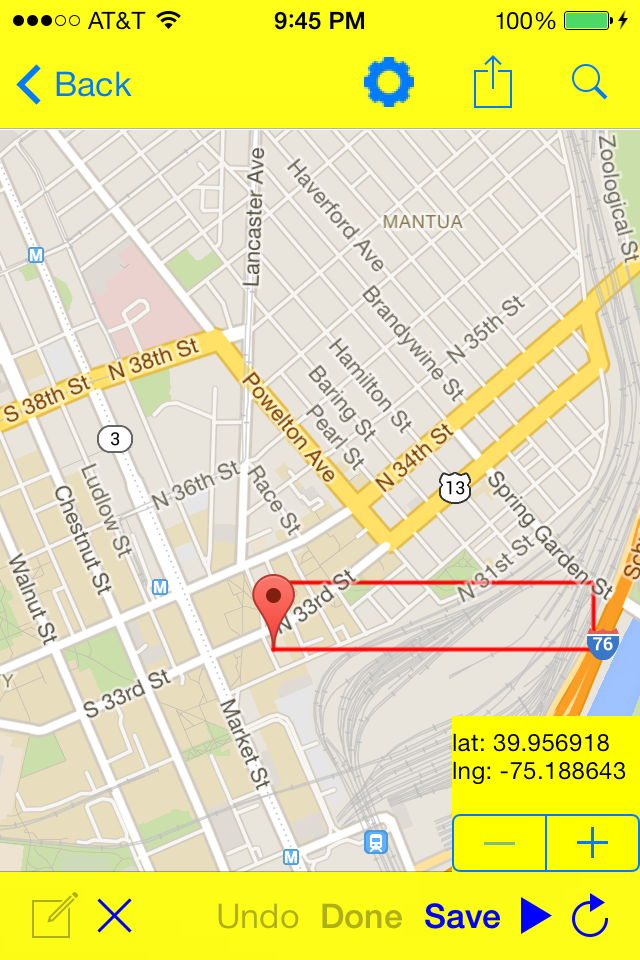 AT&T 9:45 PM 100%
Back
Zoological St
Lancaster Ave
Haverford Ave
MANTUA
Brandywine St
N 35th St
Hamilton St
N 38th St
S 38th St
Baring St
Powelton Ave
Pearl St
3
N 34th St
N 36th St
Ludlow St
Race St
13
Chestnut St
Spring Garden St
Walnut St
M
M
N 31st St
N 33rd St
76
Y
S 33rd St
Market St
lat: 39.956918
lng: -75.188643
M
Undo Done Save